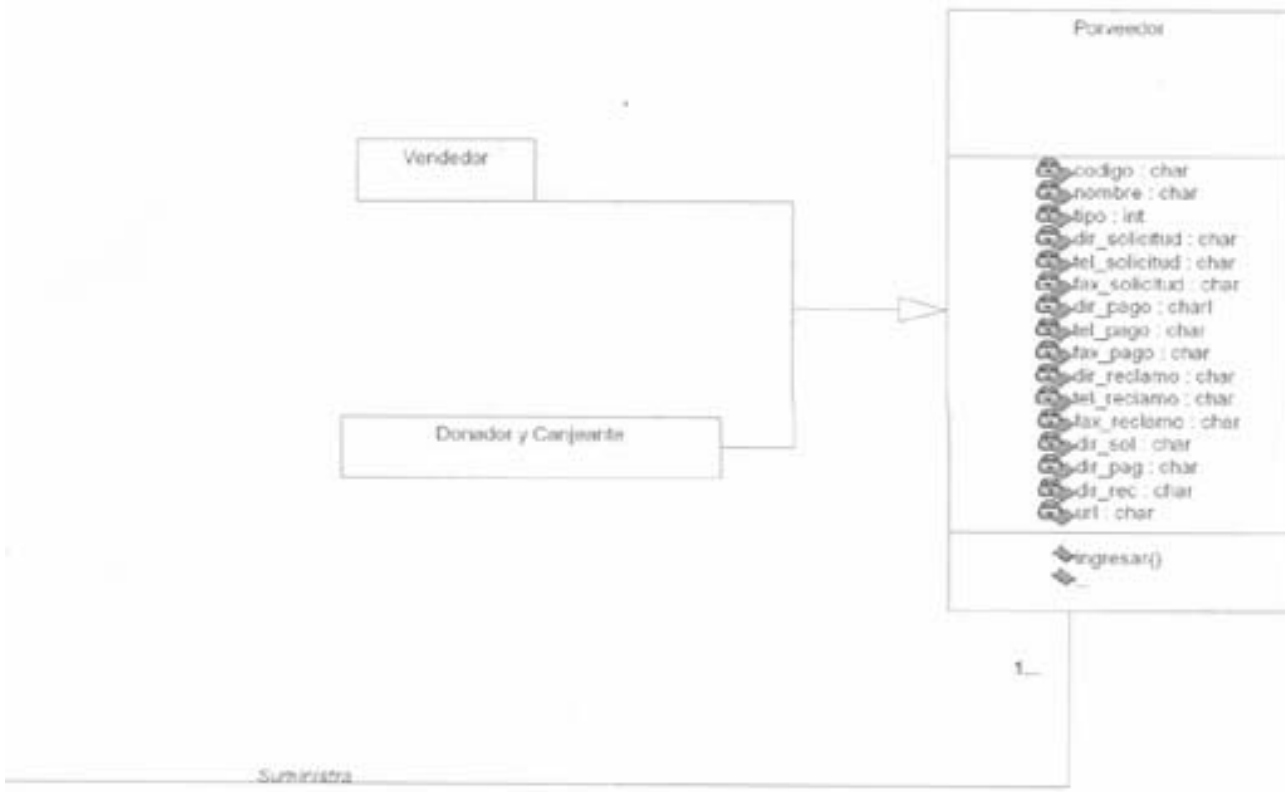 Porveedor
Vendedor
codigo : char
nombre : char
tipo : int
dir_solicitud : char
tel_solicitud : char
fax_solicitud : char
dir_pago : charl
tel_pago : char
fax_pago : char
dir_reclamo : char
tel_reclamo : char
fax_reclamo : char
dir_sol : char
dir_pag : char
dir_rec : char
url : char
Donador y Canjeante
ingresar()
1...
Suministra